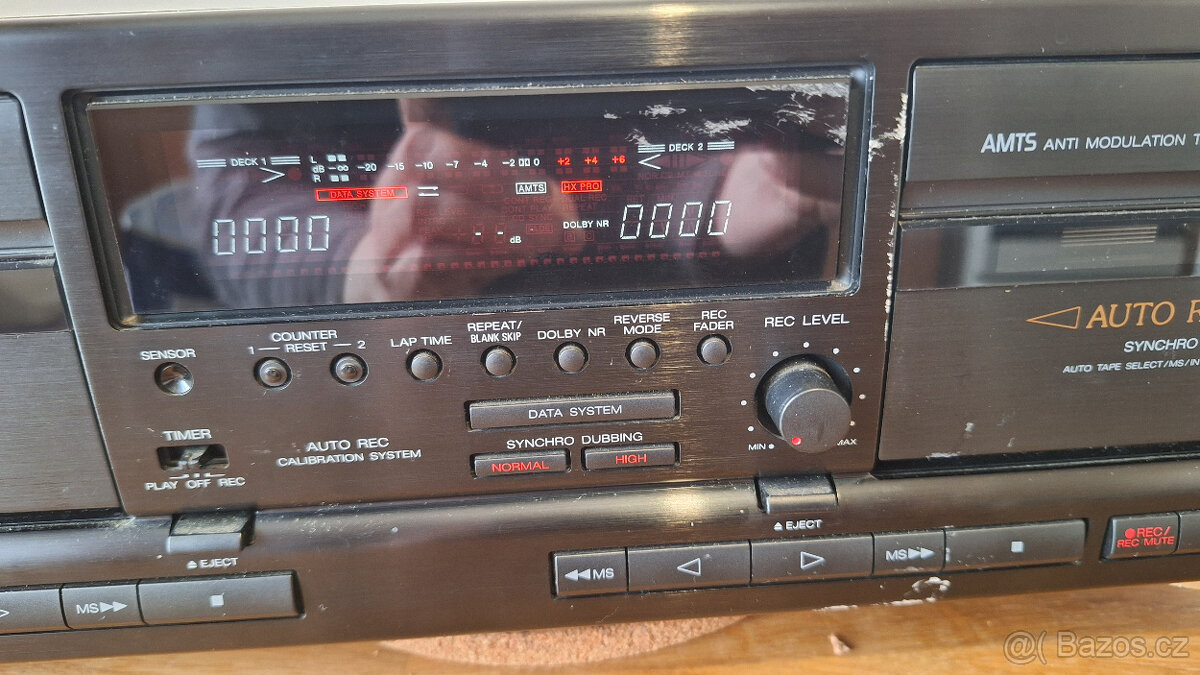 DECK 1
L
dB -∞ -20 -15 -10 -7 -4 -2 0 +2 +4 +6
R
DECK 2
DATA SYSTEM
AMTS
HX PRO
0000
- - dB
DOLBY NR
0000
AMTS ANTI MODULATION T
SENSOR
COUNTER
1 RESET 2
LAP TIME
REPEAT/
BLANK SKIP
DOLBY NR
REVERSE
MODE
REC
FADER
REC LEVEL
MIN
MAX
DATA SYSTEM
SYNCHRO DUBBING
NORMAL
HIGH
TIMER
PLAY OFF REC
AUTO REC
CALIBRATION SYSTEM
AUTO R
SYNCHRO
AUTO TAPE SELECT/MS/IN
EJECT
EJECT
MS
MS
MS
REC/
REC MUTE
Bazos.cz